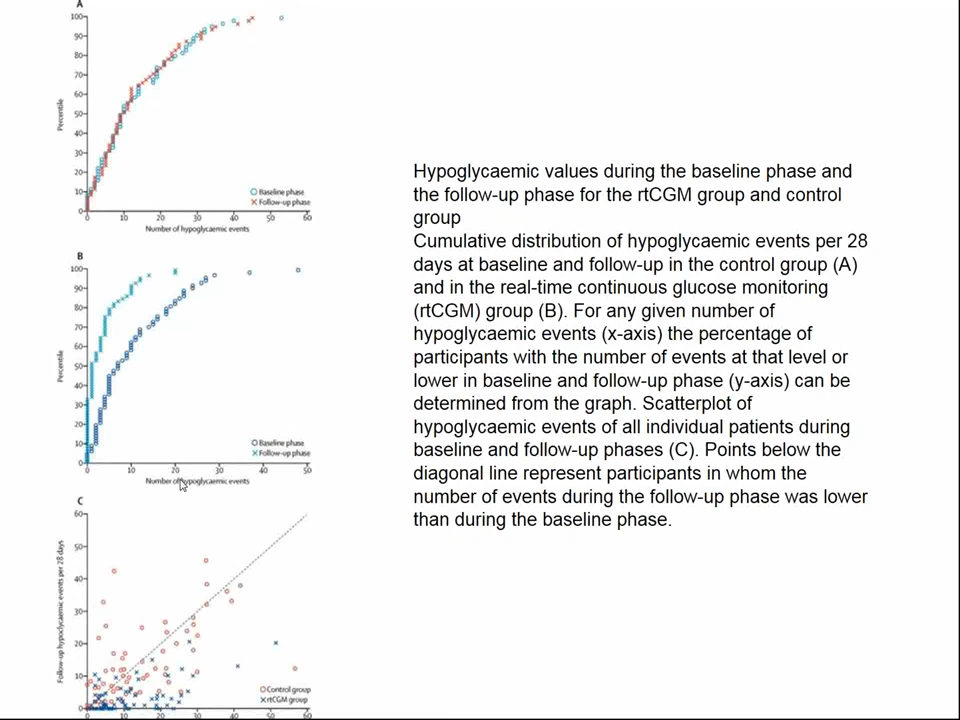 A
100
90
80
70
60
50
40
30
20
10
0
Percentile
Baseline phase
Follow-up phase
0 10 20 30 40 50 60
Number of hypoglycaemic events
B
100
90
80
70
60
50
40
30
20
10
0
Percentile
Baseline phase
Follow-up phase
0 10 20 30 40 50
Number of hypoglycaemic events
C
60
50
40
30
20
10
0
Follow-up hypoglycaemic events per 28 days
Control group
rtCGM group
0 10 20 30 40 50 60
Hypoglycaemic values during the baseline phase and
the follow-up phase for the rtCGM group and control
group
Cumulative distribution of hypoglycaemic events per 28
days at baseline and follow-up in the control group (A)
and in the real-time continuous glucose monitoring
(rtCGM) group (B). For any given number of
hypoglycaemic events (x-axis) the percentage of
participants with the number of events at that level or
lower in baseline and follow-up phase (y-axis) can be
determined from the graph. Scatterplot of
hypoglycaemic events of all individual patients during
baseline and follow-up phases (C). Points below the
diagonal line represent participants in whom the
number of events during the follow-up phase was lower
than during the baseline phase.